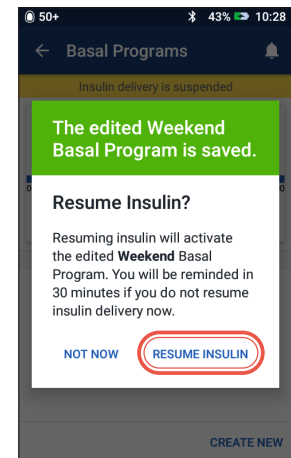 50+ 43% 10:28
Basal Programs
Insulin delivery is suspended
The edited Weekend
Basal Program is saved.
Resume Insulin?
Resuming insulin will activate
the edited Weekend Basal
Program. You will be reminded in
30 minutes if you do not resume
insulin delivery now.
NOT NOW RESUME INSULIN
CREATE NEW